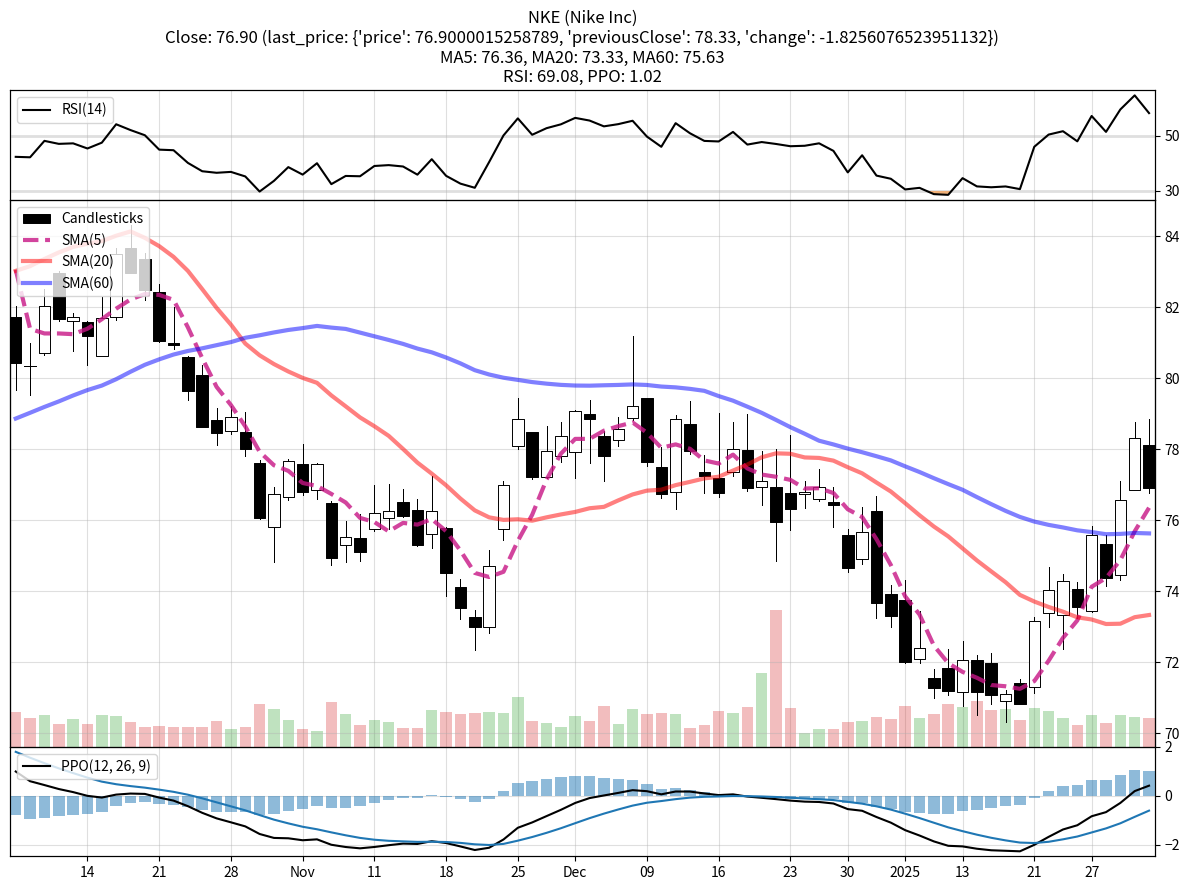 NKE (Nike Inc)
Close: 76.90 (last_price: {'price': 76.9000015258789, 'previousClose': 78.33, 'change': -1.8256076523951132})
MA5: 76.36, MA20: 73.33, MA60: 75.63
RSI: 69.08, PPO: 1.02
RSI(14)
50
30
Candlesticks
SMA(5)
SMA(20)
SMA(60)
84
82
80
78
76
74
72
70
PPO(12, 26, 9)
2
0
−2
14 21 28 Nov 11 18 25 Dec 09 16 23 30 2025 13 21 27